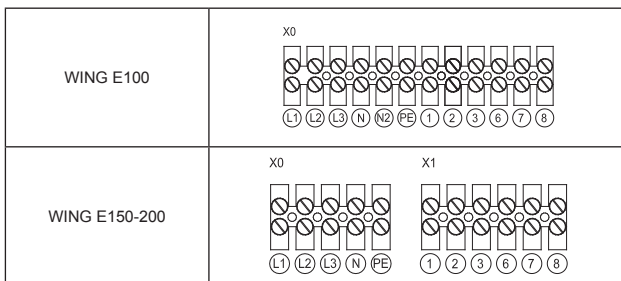 X0
WING E100
L1 L2 L3 N N2 PE 1 2 3 6 7 8
X0 X1
WING E150-200
L1 L2 L3 N PE 1 2 3 6 7 8